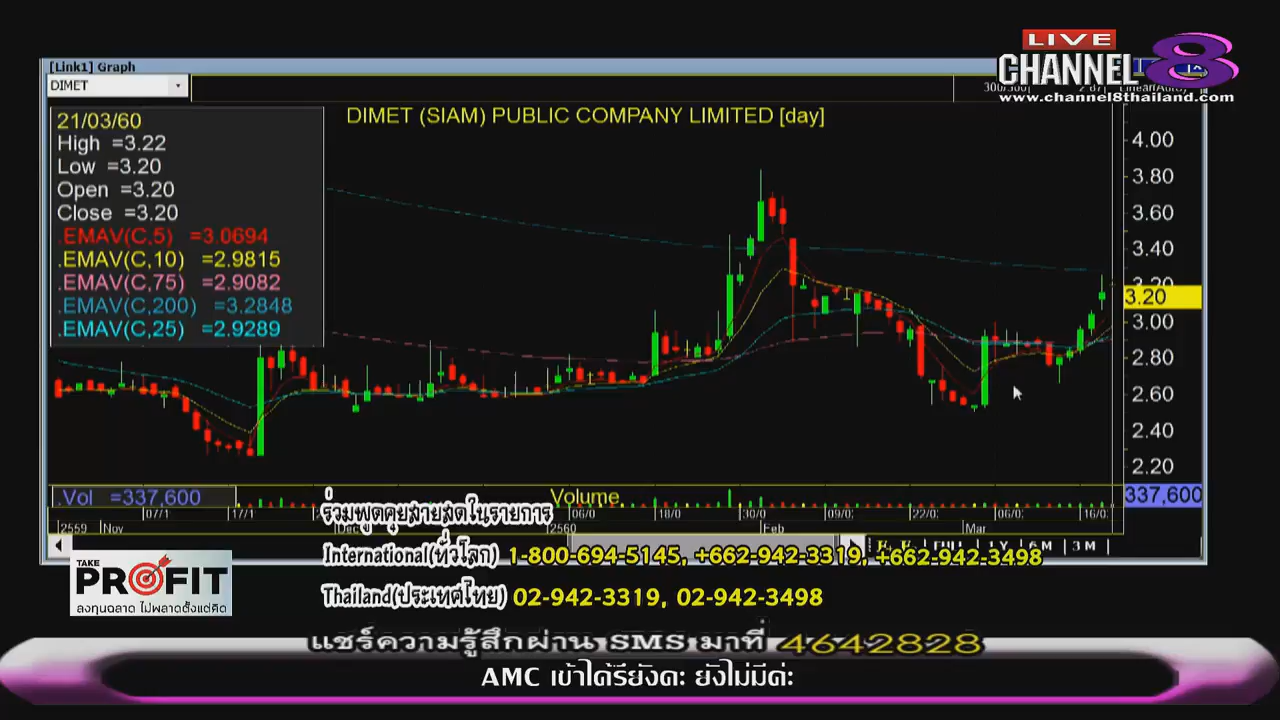 LIVE
CHANNEL 8
www.channel8thailand.com
[Link1] Graph
DIMET
DIMET (SIAM) PUBLIC COMPANY LIMITED [day]
21/03/60
High =3.22
Low =3.20
Open =3.20
Close =3.20
.EMAV(C,5) =3.0694
.EMAV(C,10) =2.9815
.EMAV(C,75) =2.9082
.EMAV(C,200) =3.2848
.EMAV(C,25) =2.9289
4.00
3.80
3.60
3.40
3.20
3.20
3.00
2.80
2.60
2.40
2.20
.Vol =337,600
Volume
337,600
07/1 17/1 06/0 18/0 30/0 09/0 22/0 06/0 16/0
2559 Nov Dec 2560 Feb Mar
1 Y 6 M 3 M
ร่วมพูดคุยสายสดในรายการ
International(ทั่วโลก) 1-800-694-5145, +662-942-3319, +662-942-3498
Thailand(ประเทศไทย) 02-942-3319, 02-942-3498
TAKE
PROFIT
ลงทุนฉลาด ไม่พลาดตั้งแต่คิด
แชร์ความรู้สึกผ่าน SMS มาที่ 4642828
AMC เข้าได้รึยังคะ ยังไม่มีค่ะ